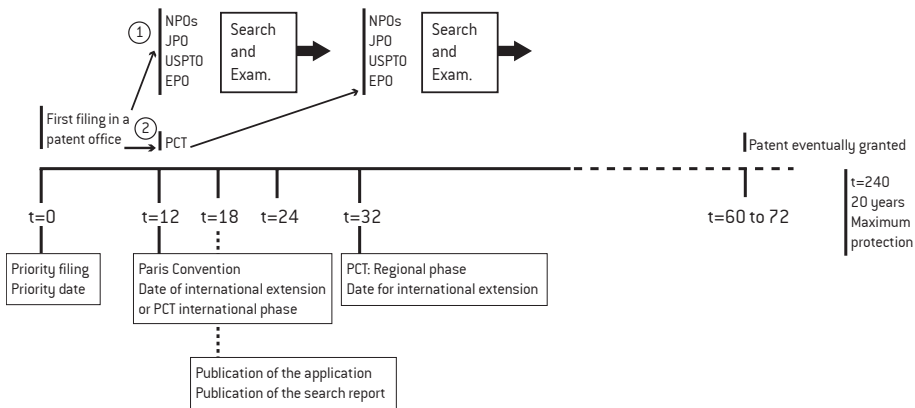 1
NPOs
JPO
USPTO
EPO
Search
and
Exam.
NPOs
JPO
USPTO
EPO
Search
and
Exam.
First filing in a
patent office
2
PCT
Patent eventually granted
t=0
t=12
t=18
t=24
t=32
t=60 to 72
t=240
20 years
Maximum
protection
Priority filing
Priority date
Paris Convention
Date of international extension
or PCT international phase
PCT: Regional phase
Date for international extension
Publication of the application
Publication of the search report